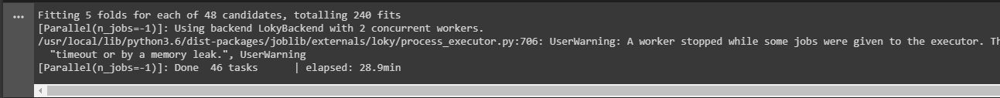 Fitting 5 folds for each of 48 candidates, totalling 240 fits
[Parallel(n_jobs=-1)]: Using backend LokyBackend with 2 concurrent workers.
/usr/local/lib/python3.6/dist-packages/joblib/externals/loky/process_executor.py:706: UserWarning: A worker stopped while some jobs were given to the executor. Th
"timeout or by a memory leak.", UserWarning
[Parallel(n_jobs=-1)]: Done  46 tasks      | elapsed: 28.9min